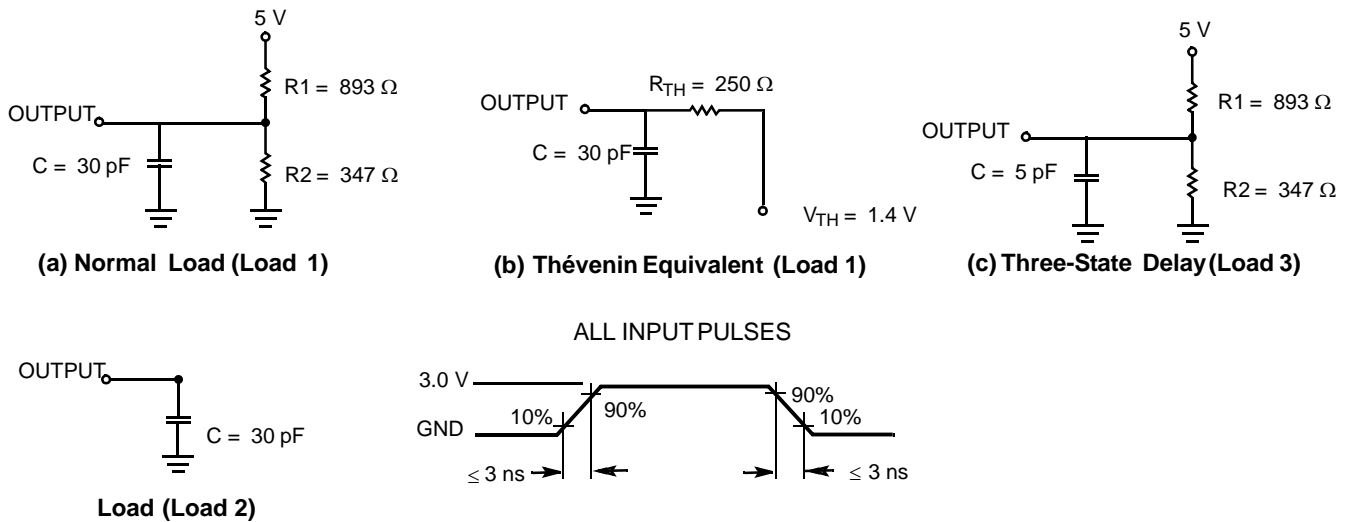 5 V
R1 = 893 Ω
OUTPUT
C = 30 pF
R2 = 347 Ω
(a) Normal Load (Load 1)
RTH = 250 Ω
OUTPUT
C = 30 pF
VTH = 1.4 V
(b) Thévenin Equivalent (Load 1)
5 V
R1 = 893 Ω
OUTPUT
C = 5 pF
R2 = 347 Ω
(c) Three-State Delay (Load 3)
OUTPUT
C = 30 pF
Load (Load 2)
ALL INPUT PULSES
3.0 V
90%
90%
10%
10%
GND
≤ 3 ns
≤ 3 ns